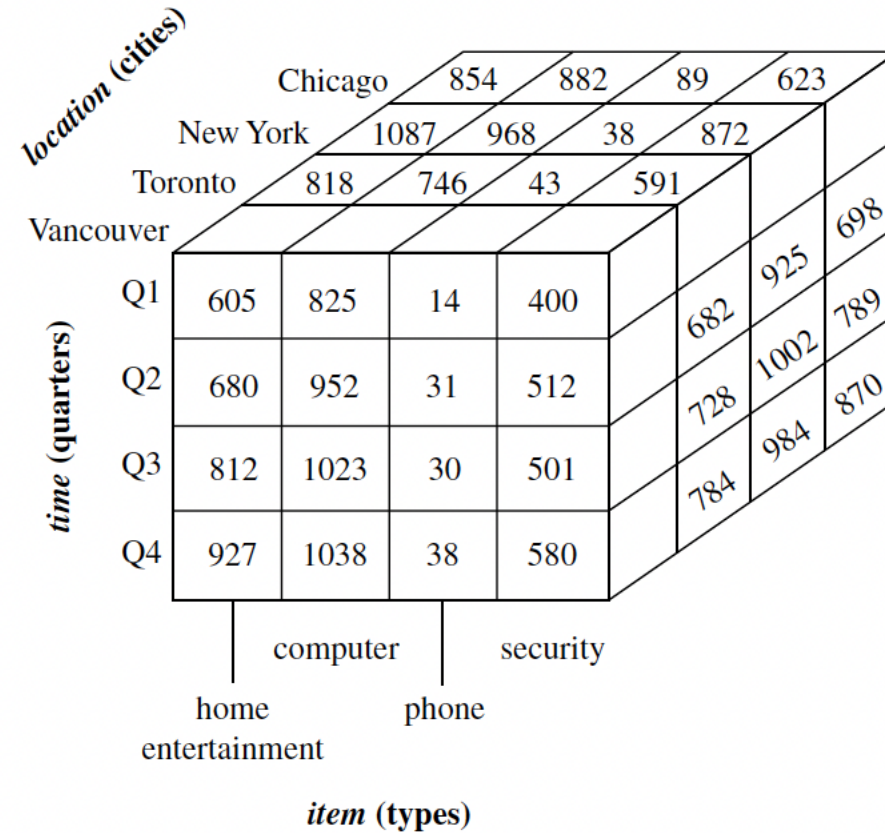 location (cities)
Chicago 854 882 89 623
New York 1087 968 38 872
Toronto 818 746 43 591
Vancouver
time (quarters)
Q1 605 825 14 400
Q2 680 952 31 512
Q3 812 1023 30 501
Q4 927 1038 38 580
682 925 698
728 1002 789
784 984 870
computer security
home phone
entertainment
item (types)